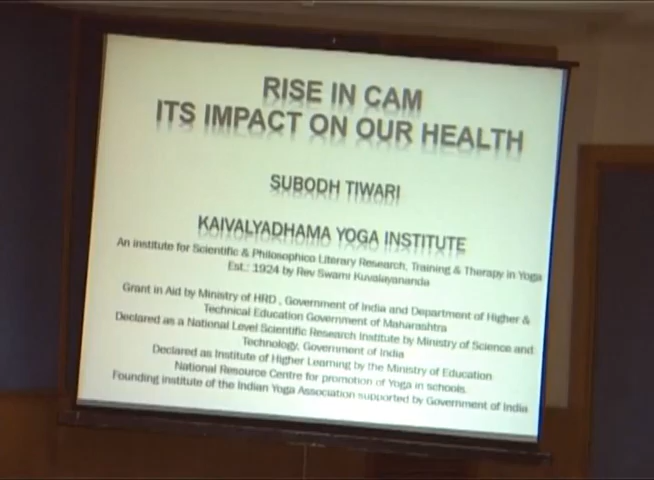 RISE IN CAM
ITS IMPACT ON OUR HEALTH
SUBODH TIWARI
KAIVALYADHAMA YOGA INSTITUTE
An institute for Scientific & Philosophico Literary Research, Training & Therapy in Yoga
Est.: 1924 by Rev Swami Kuvalayananda
Grant in Aid by Ministry of HRD , Government of India and Department of Higher &
Technical Education Government of Maharashtra
Declared as a National Level Scientific Research Institute by Ministry of Science and
Technology, Government of India
Declared as Institute of Higher Learning by the Ministry of Education
National Resource Centre for promotion of Yoga in schools.
Founding institute of the Indian Yoga Association supported by Government of India